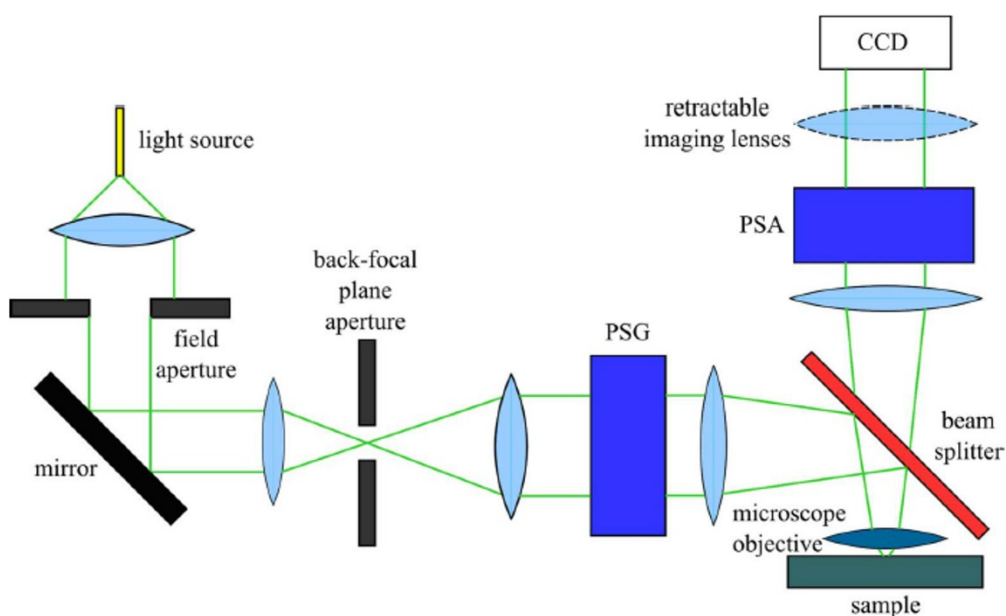 CCD
retractable
imaging lenses
light source
PSA
back-focal
plane
aperture
PSG
field
aperture
beam
splitter
mirror
microscope
objective
sample